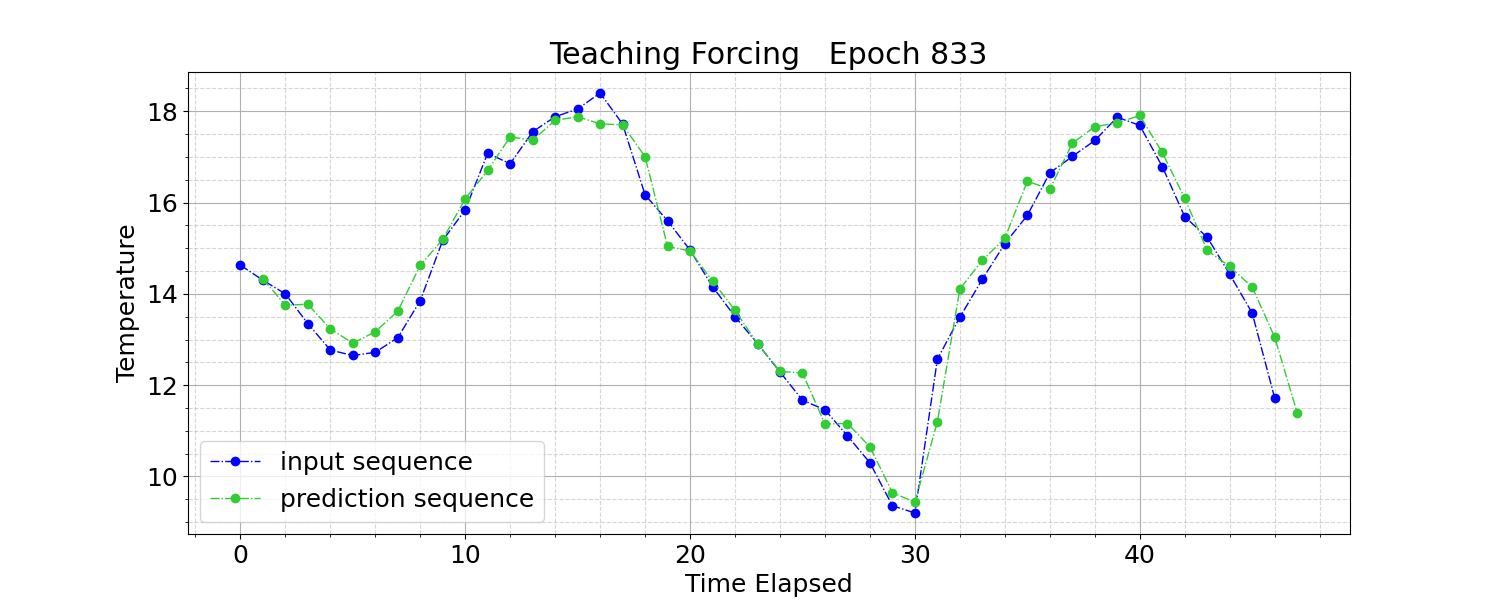 Teaching Forcing   Epoch 833
18
16
14
12
10
Temperature
input sequence
prediction sequence
0 10 20 30 40
Time Elapsed